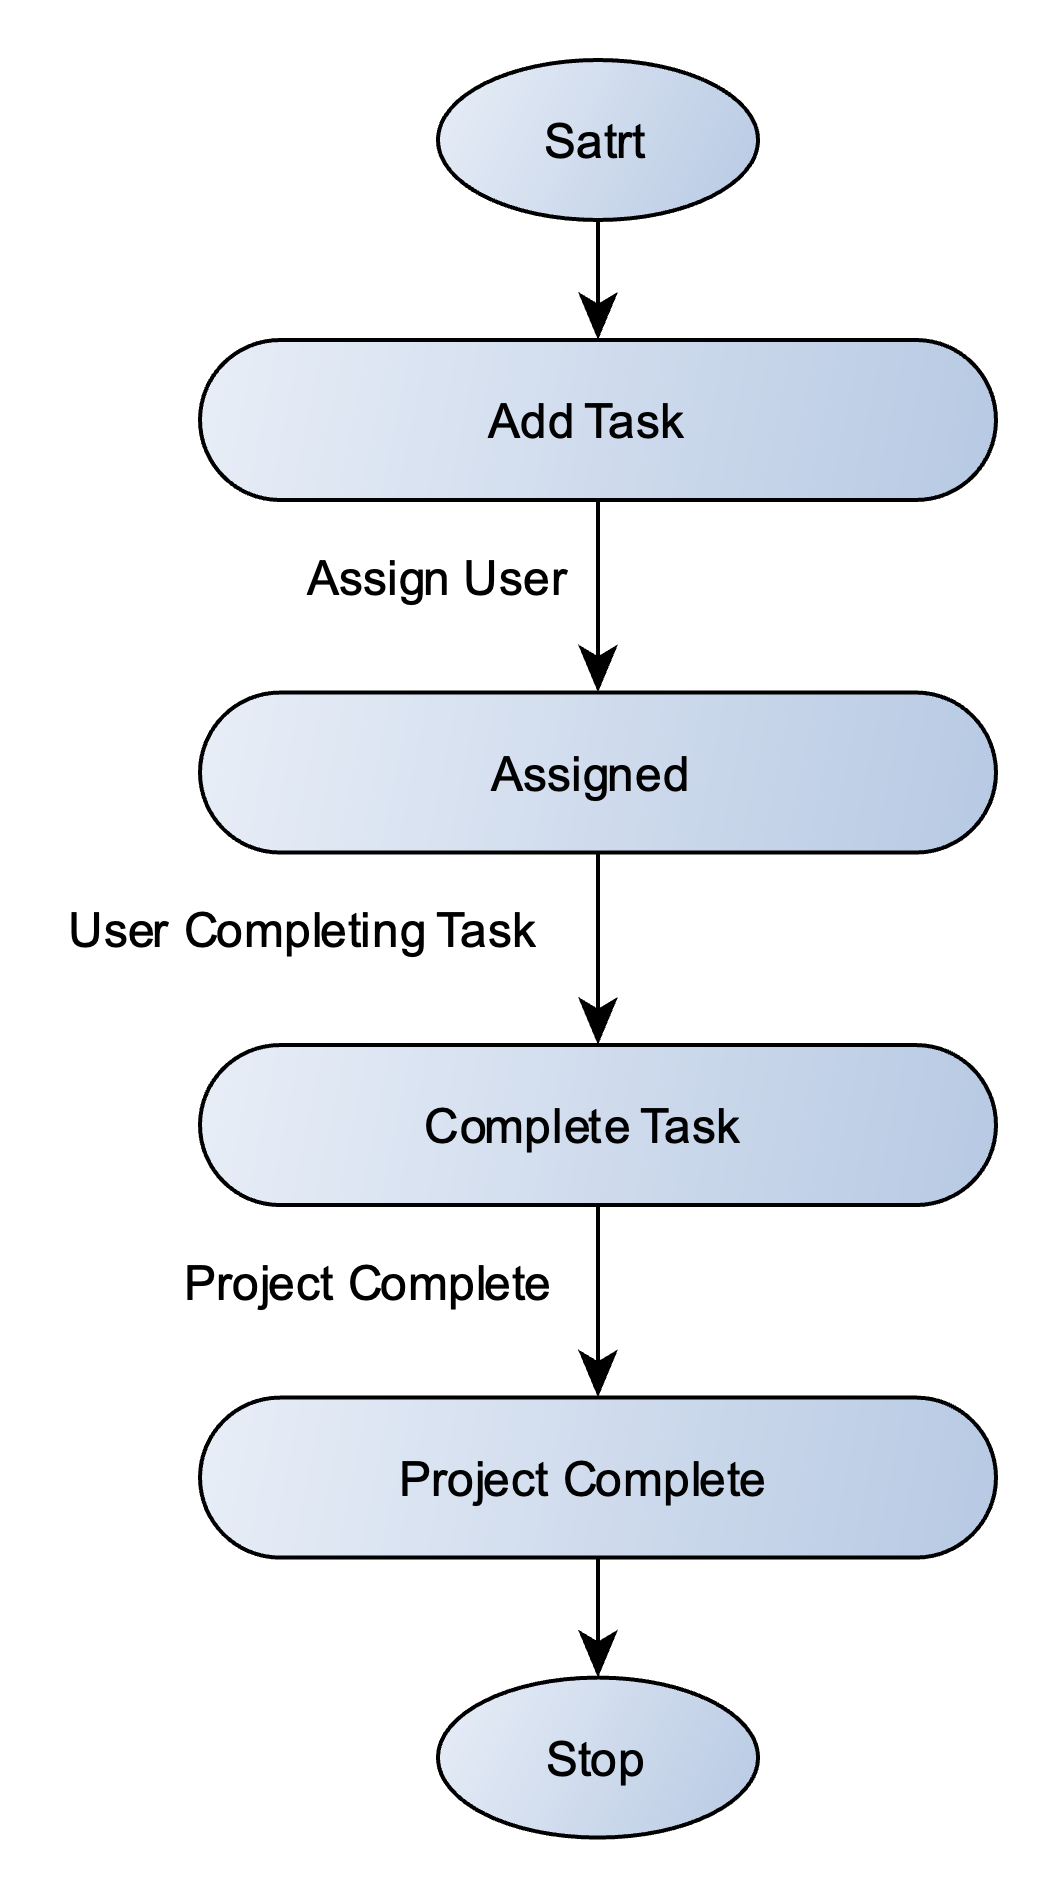 Satrt
Add Task
Assign User
Assigned
User Completing Task
Complete Task
Project Complete
Project Complete
Stop